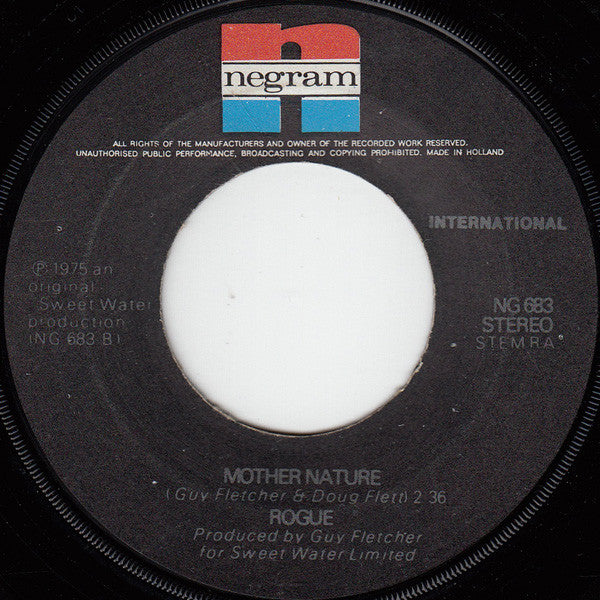 negram
ALL RIGHTS OF THE MANUFACTURERS AND OWNER OF THE RECORDED WORK RESERVED.
UNAUTHORISED PUBLIC PERFORMANCE, BROADCASTING AND COPYING PROHIBITED. MADE IN HOLLAND
INTERNATIONAL
℗ 1975 an
original
Sweet Water
production
(NG 683 B)
NG 683
STEREO
STEMRA
MOTHER NATURE
(Guy Fletcher & Doug Flett) 2 36
ROGUE
Produced by Guy Fletcher
for Sweet Water Limited